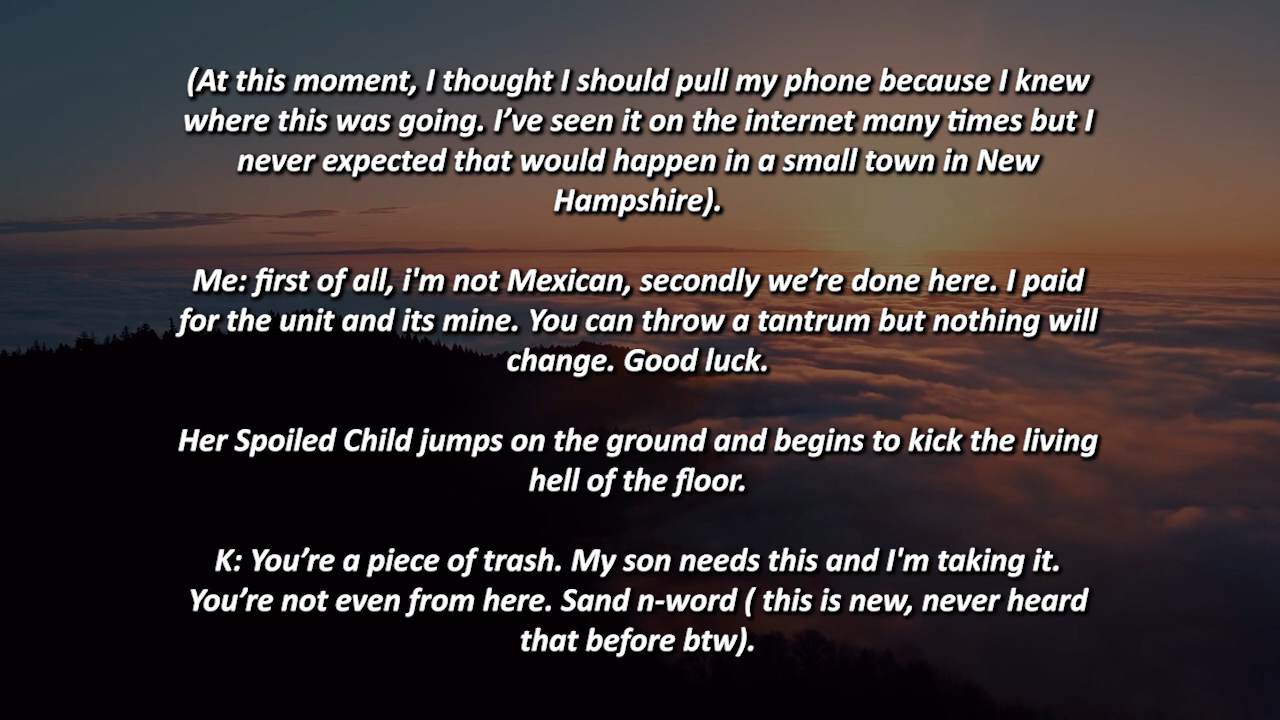 (At this moment, I thought I should pull my phone because I knew
where this was going. I’ve seen it on the internet many times but I
never expected that would happen in a small town in New
Hampshire).
Me: first of all, i'm not Mexican, secondly we’re done here. I paid
for the unit and its mine. You can throw a tantrum but nothing will
change. Good luck.
Her Spoiled Child jumps on the ground and begins to kick the living
hell of the floor.
K: You’re a piece of trash. My son needs this and I'm taking it.
You’re not even from here. Sand n-word ( this is new, never heard
that before btw).